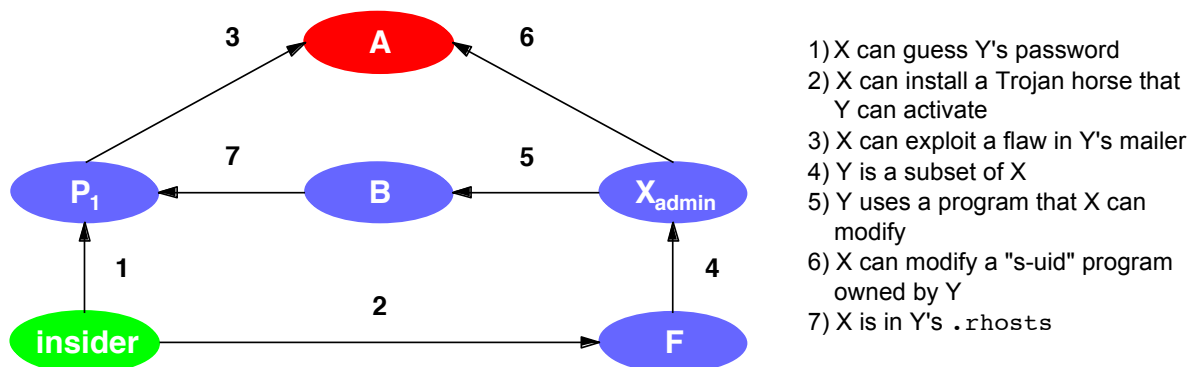 3
A
6
1) X can guess Y's password
2) X can install a Trojan horse that
Y can activate
3) X can exploit a flaw in Y's mailer
4) Y is a subset of X
5) Y uses a program that X can
modify
6) X can modify a "s-uid" program
owned by Y
7) X is in Y's .rhosts
7
5
P1
B
Xadmin
1
4
2
insider
F